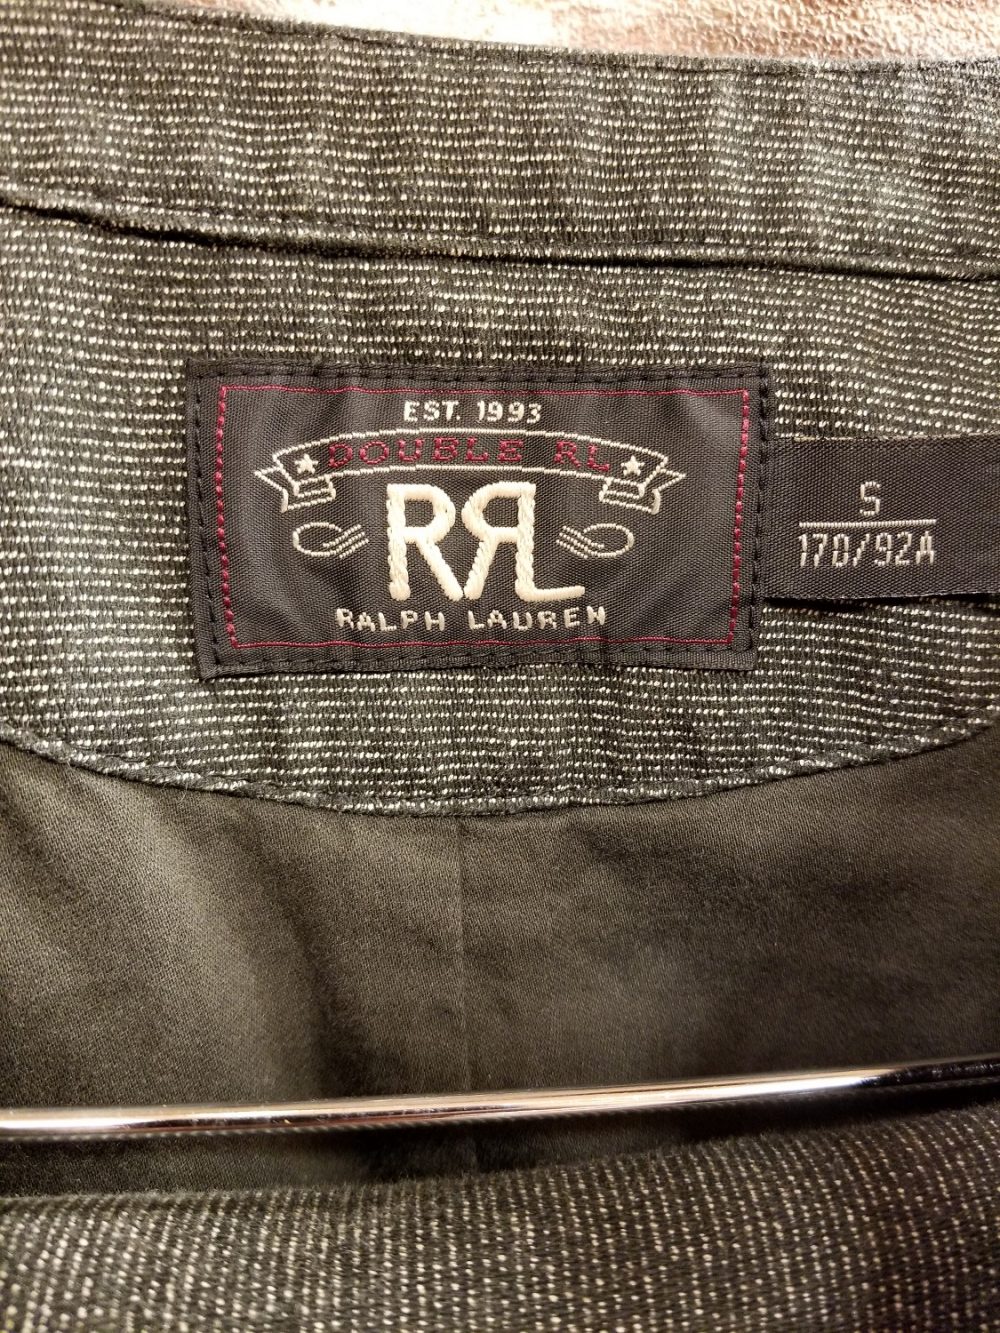 EST. 1993
DOUBLE RL
RRL
RALPH LAUREN
S
170/92A